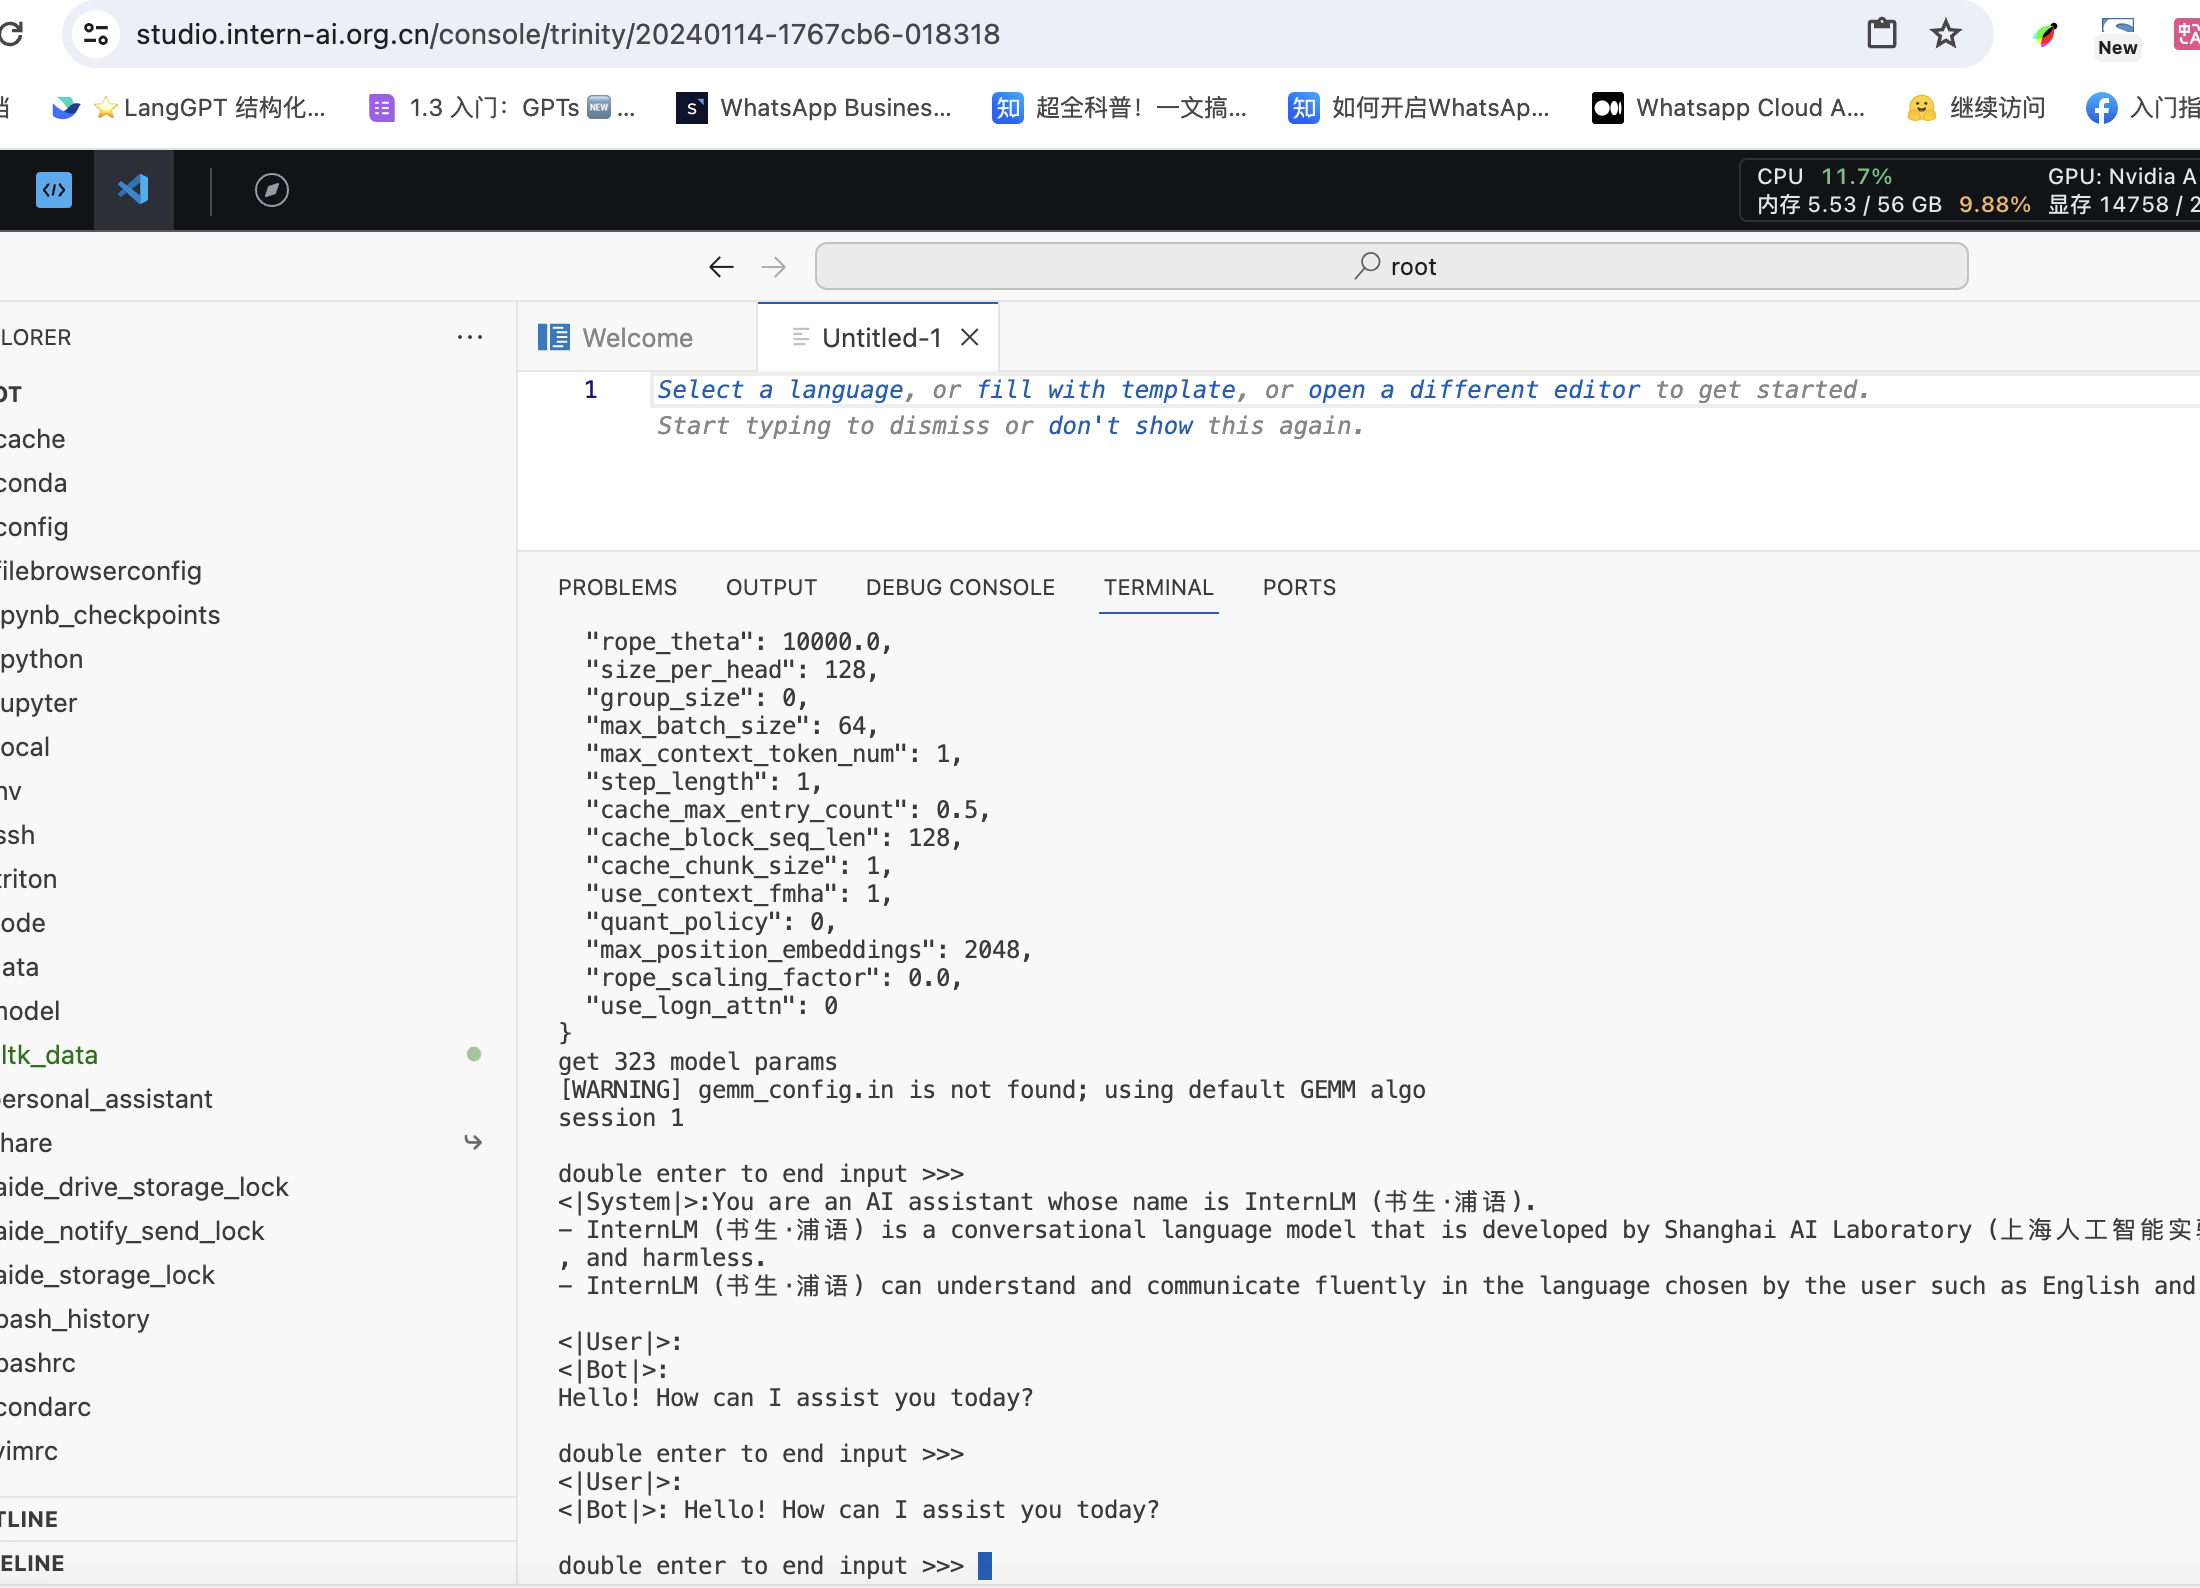 studio.intern-ai.org.cn/console/trinity/20240114-1767cb6-018318
New
LangGPT 结构化...
1.3 入门：GPTs NEW ...
WhatsApp Busines...
知 超全科普！一文搞...
知 如何开启WhatsAp...
Whatsapp Cloud A...
继续访问
入门指
CPU 11.7%
GPU: Nvidia A
内存 5.53 / 56 GB 9.88%
显存 14758 / 2
root
LORER
Welcome
Untitled-1
1 Select a language, or fill with template, or open a different editor to get started.
Start typing to dismiss or don't show this again.
OT
cache
conda
config
filebrowserconfig
pynb_checkpoints
python
upyter
ocal
nv
ssh
triton
ode
ata
model
ltk_data
personal_assistant
hare
aide_drive_storage_lock
aide_notify_send_lock
aide_storage_lock
bash_history
bashrc
condarc
vimrc
TLINE
ELINE
PROBLEMS OUTPUT DEBUG CONSOLE TERMINAL PORTS
"rope_theta": 10000.0,
"size_per_head": 128,
"group_size": 0,
"max_batch_size": 64,
"max_context_token_num": 1,
"step_length": 1,
"cache_max_entry_count": 0.5,
"cache_block_seq_len": 128,
"cache_chunk_size": 1,
"use_context_fmha": 1,
"quant_policy": 0,
"max_position_embeddings": 2048,
"rope_scaling_factor": 0.0,
"use_logn_attn": 0
}
get 323 model params
[WARNING] gemm_config.in is not found; using default GEMM algo
session 1
double enter to end input >>>
<|System|>:You are an AI assistant whose name is InternLM (书生·浦语).
- InternLM (书生·浦语) is a conversational language model that is developed by Shanghai AI Laboratory (上海人工智能实验
, and harmless.
- InternLM (书生·浦语) can understand and communicate fluently in the language chosen by the user such as English and
<|User|>:
<|Bot|>:
Hello! How can I assist you today?
double enter to end input >>>
<|User|>:
<|Bot|>: Hello! How can I assist you today?
double enter to end input >>>